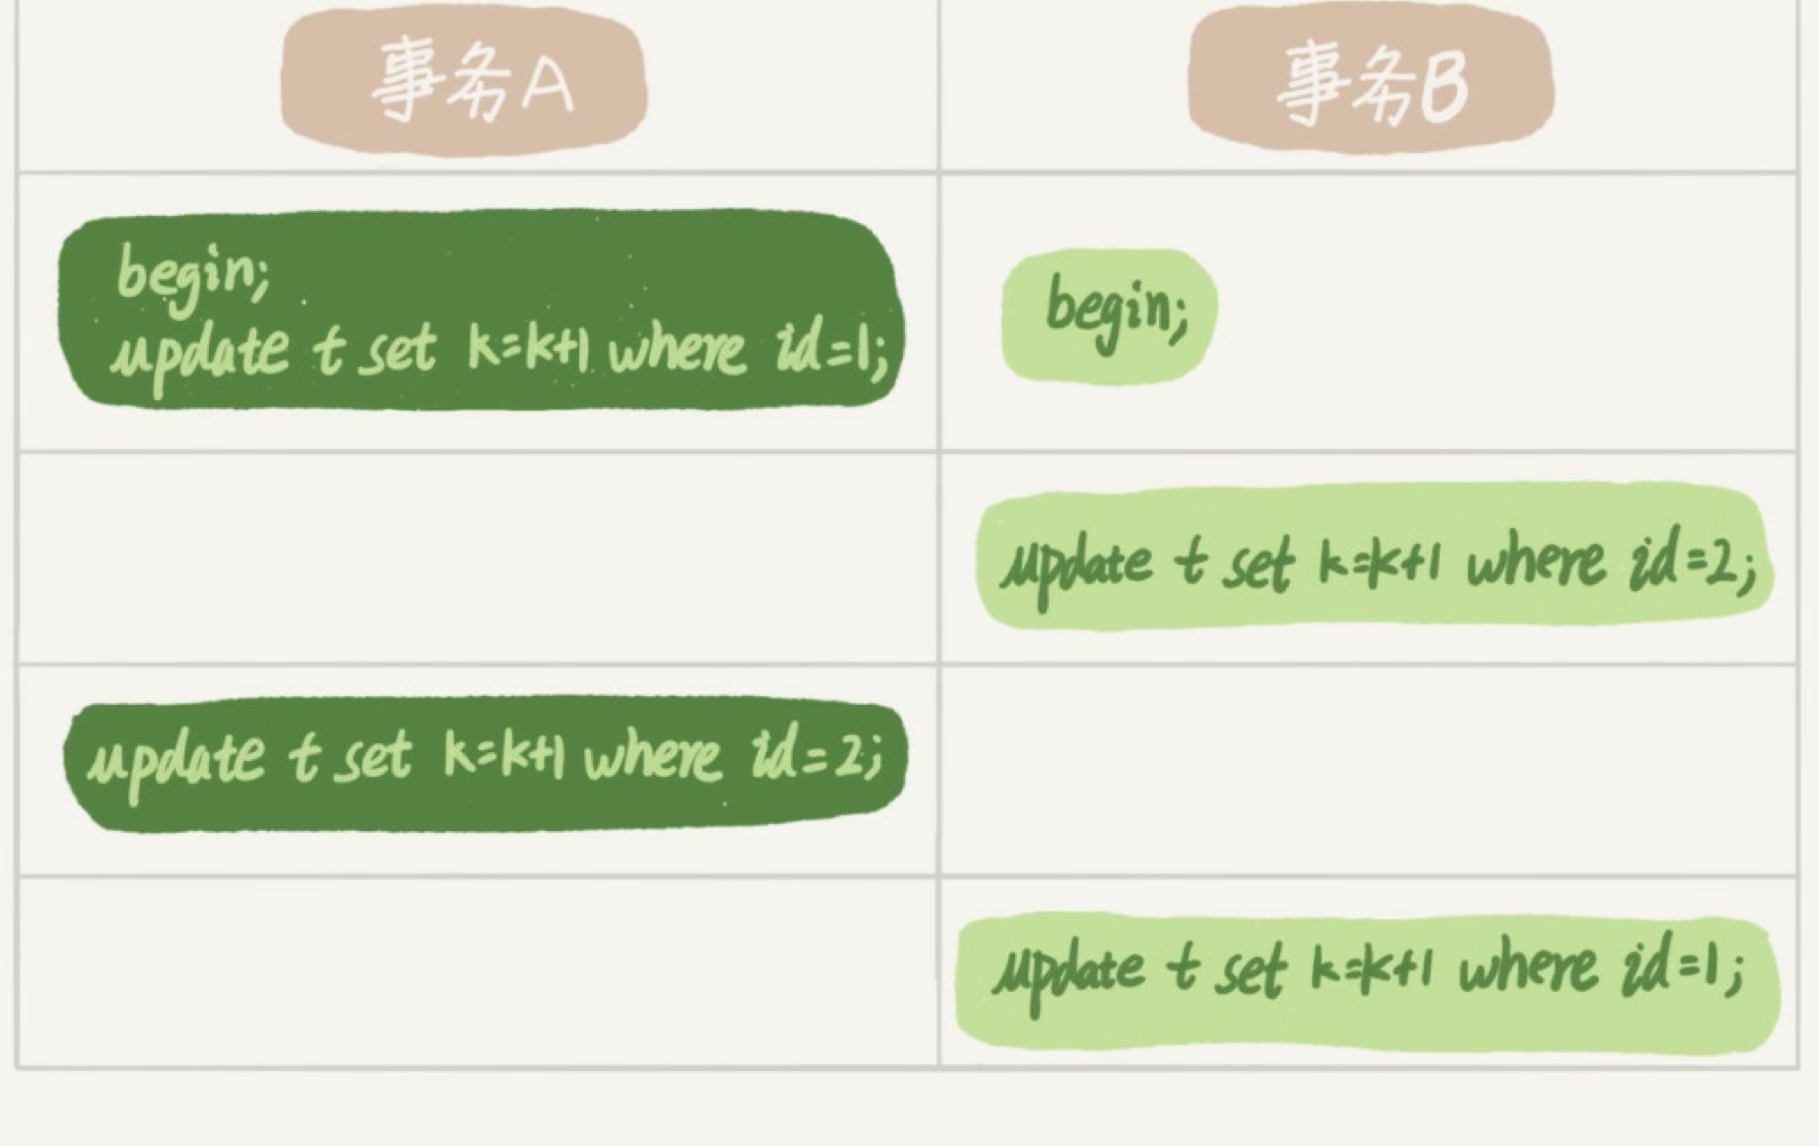 事务A
事务B
begin;
update t set k=k+1 where id=1;
begin;
update t set k=k+1 where id=2;
update t set k=k+1 where id=2;
update t set k=k+1 where id=1;